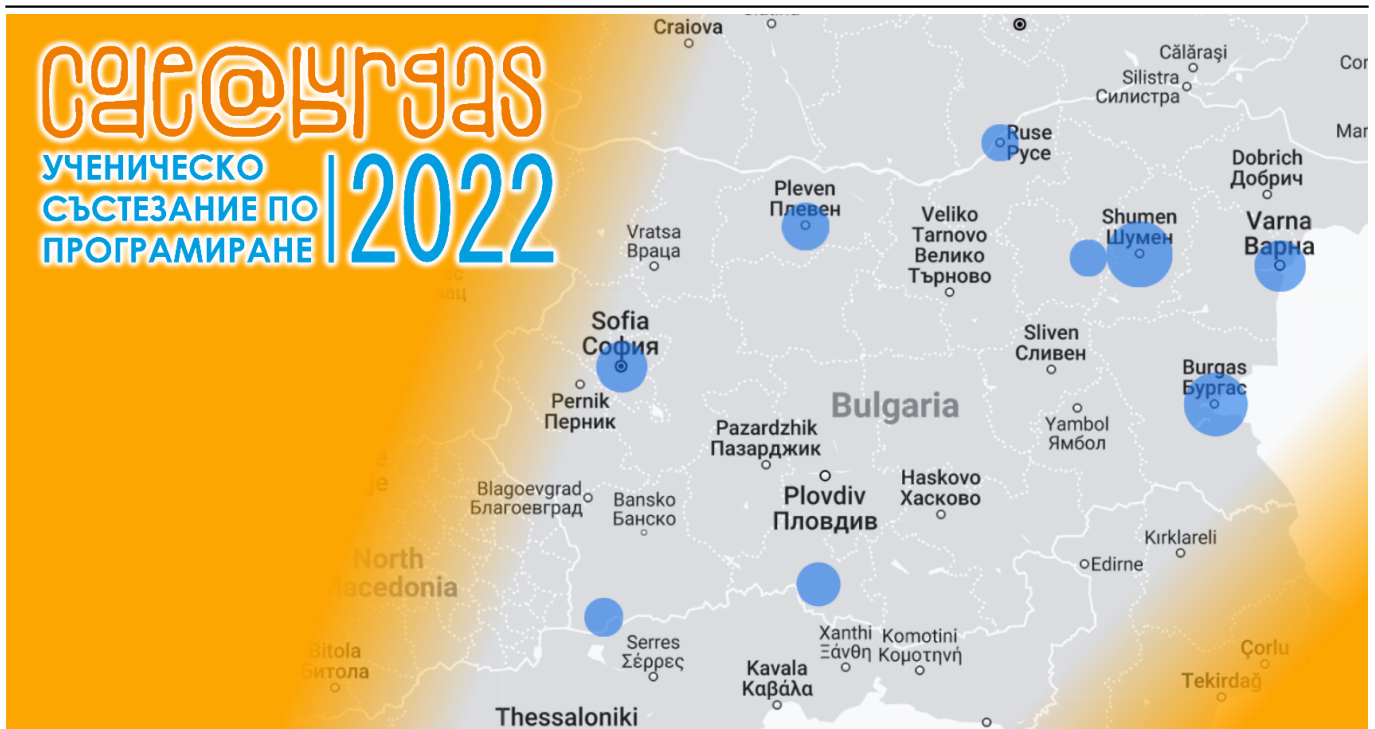 code@burgas
УЧЕНИЧЕСКО
СЪСТЕЗАНИЕ ПО
ПРОГРАМИРАНЕ
2022
Craiova
Călărași
Silistra
Силистра
Ruse
Русе
Dobrich
Добрич
Pleven
Плевен
Veliko
Tarnovo
Велико
Търново
Shumen
Шумен
Varna
Варна
Vratsa
Враца
Sofia
София
Sliven
Сливен
Burgas
Бургас
Pernik
Перник
Bulgaria
Yambol
Ямбол
Pazardzhik
Пазарджик
Plovdiv
Пловдив
Haskovo
Хасково
Blagoevgrad
Благоевград
Bansko
Банско
Kırklareli
Edirne
North
Macedonia
Serres
Σέρρες
Xanthi
Ξάνθη
Komotini
Κομοτηνή
Bitola
Битола
Kavala
Καβάλα
Çorlu
Tekirdağ
Thessaloniki